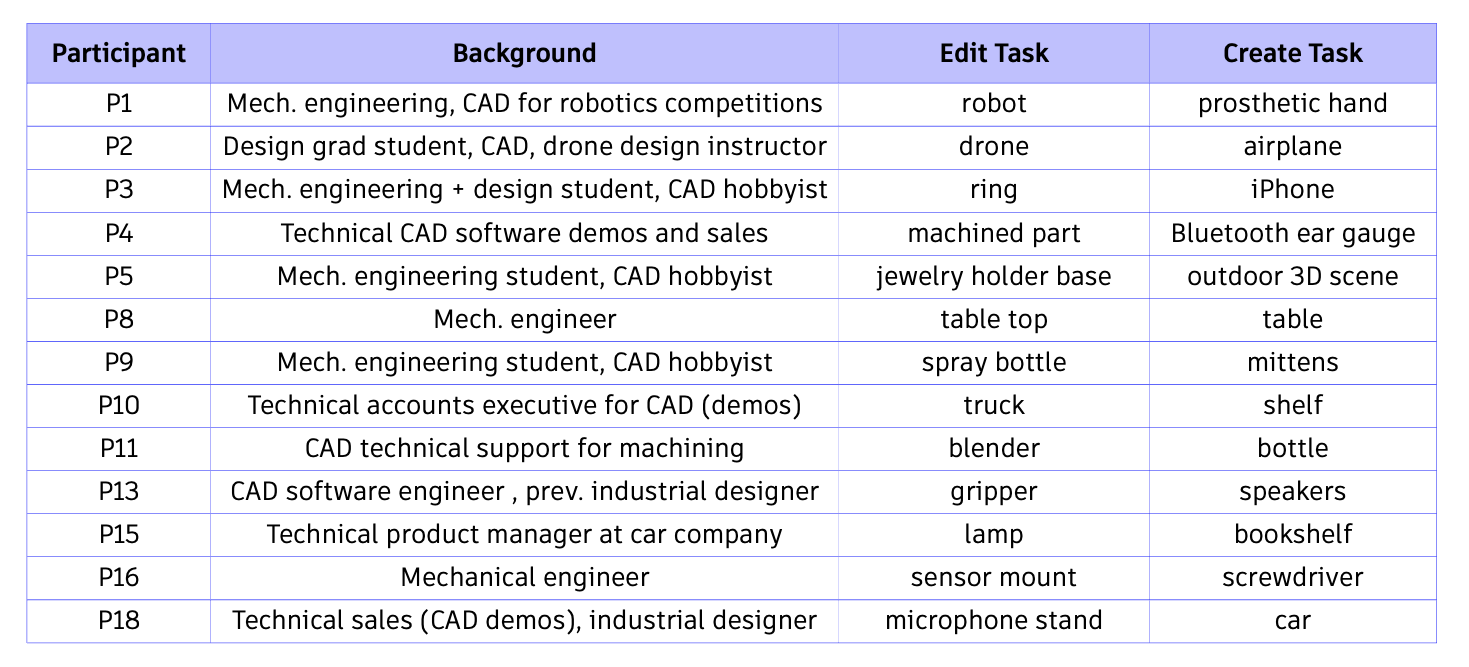 Participant Background Edit Task Create Task
P1 Mech. engineering, CAD for robotics competitions robot prosthetic hand
P2 Design grad student, CAD, drone design instructor drone airplane
P3 Mech. engineering + design student, CAD hobbyist ring iPhone
P4 Technical CAD software demos and sales machined part Bluetooth ear gauge
P5 Mech. engineering student, CAD hobbyist jewelry holder base outdoor 3D scene
P8 Mech. engineer table top table
P9 Mech. engineering student, CAD hobbyist spray bottle mittens
P10 Technical accounts executive for CAD (demos) truck shelf
P11 CAD technical support for machining blender bottle
P13 CAD software engineer , prev. industrial designer gripper speakers
P15 Technical product manager at car company lamp bookshelf
P16 Mechanical engineer sensor mount screwdriver
P18 Technical sales (CAD demos), industrial designer microphone stand car